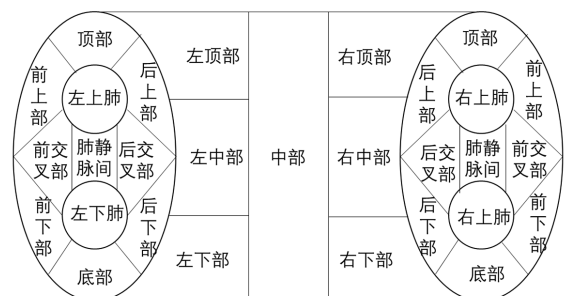 顶部
前上部
左上肺
后上部
前交叉部
肺静脉间
后交叉部
前下部
左下肺
后下部
底部
左顶部
左中部
左下部
中部
右顶部
右中部
右下部
顶部
后上部
右上肺
前上部
后交叉部
肺静脉间
前交叉部
后下部
右上肺
前下部
底部